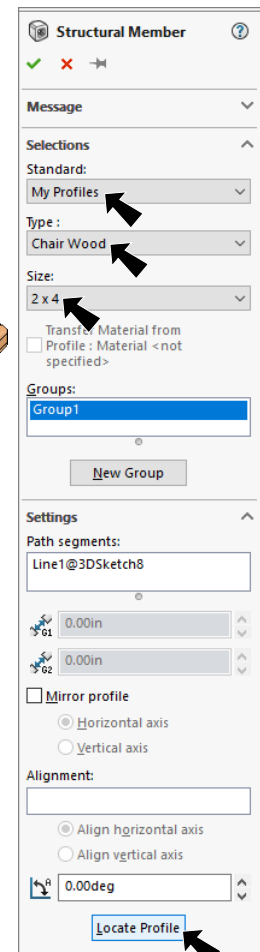 Structural Member
Message
Selections
Standard:
My Profiles
Type :
Chair Wood
Size:
2 x 4
Transfer Material from
Profile : Material <not
specified>
Groups:
Group1
New Group
Settings
Path segments:
Line1@3DSketch8
G1 0.00in
G2 0.00in
Mirror profile
Horizontal axis
Vertical axis
Alignment:
Align horizontal axis
Align vertical axis
0.00deg
Locate Profile